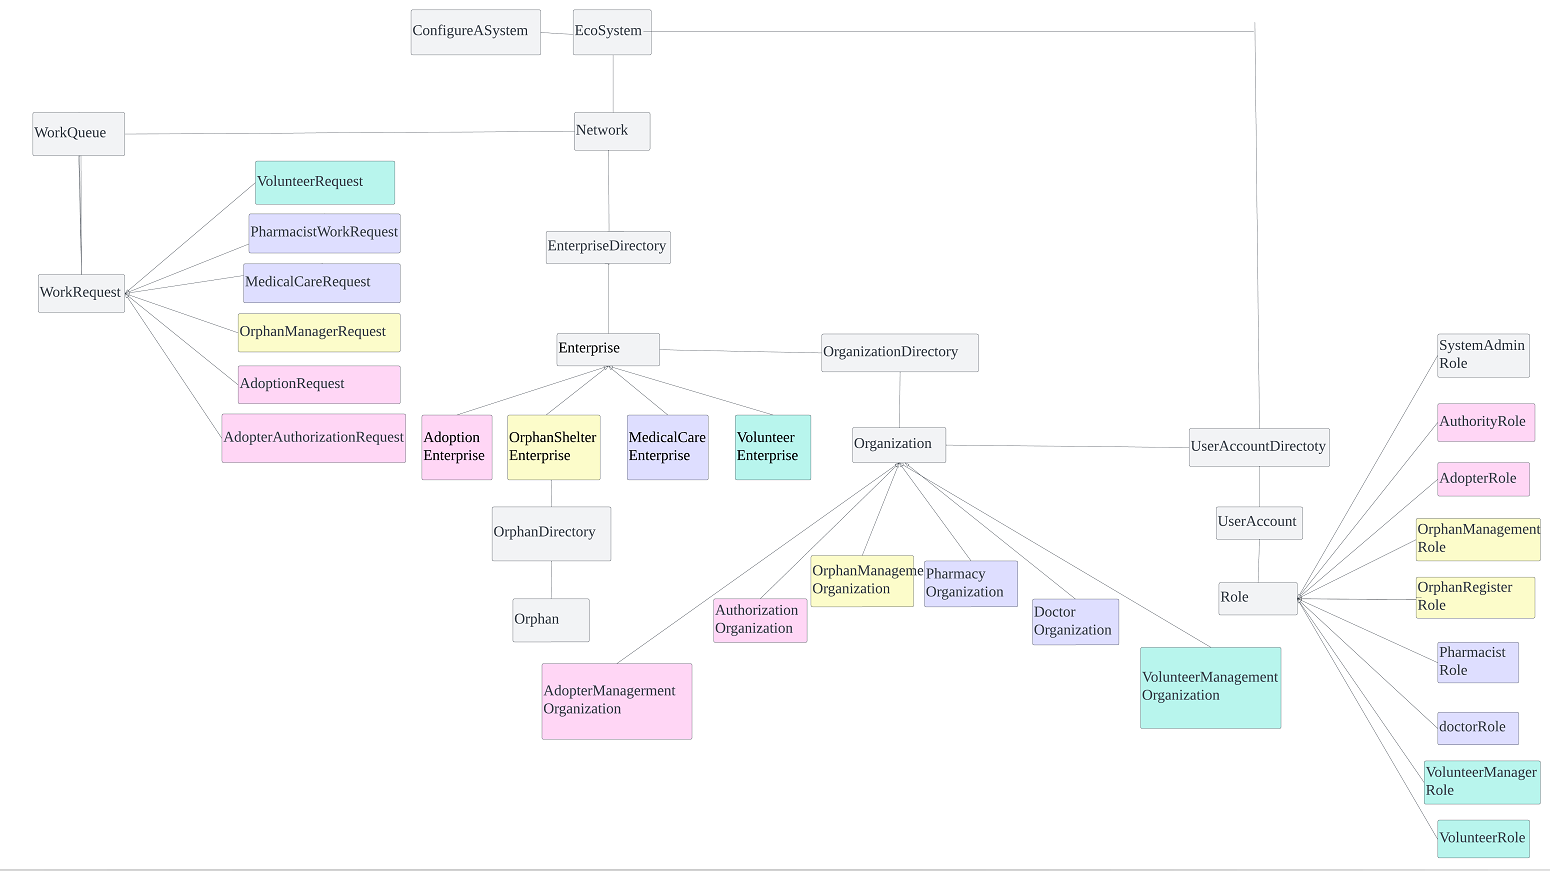 ConfigureASystem
EcoSystem
WorkQueue
Network
VolunteerRequest
PharmacistWorkRequest
EnterpriseDirectory
MedicalCareRequest
WorkRequest
OrphanManagerRequest
Enterprise
OrganizationDirectory
SystemAdmin
Role
AdoptionRequest
AdopterAuthorizationRequest
Adoption
Enterprise
OrphanShelter
Enterprise
MedicalCare
Enterprise
Volunteer
Enterprise
Organization
UserAccountDirectoty
AuthorityRole
AdopterRole
OrphanDirectory
UserAccount
OrphanManagement
Role
OrphanManageme
Organization
Pharmacy
Organization
Role
OrphanRegister
Role
Orphan
Authorization
Organization
Doctor
Organization
Pharmacist
Role
AdopterManagerment
Organization
VolunteerManagement
Organization
doctorRole
VolunteerManager
Role
VolunteerRole